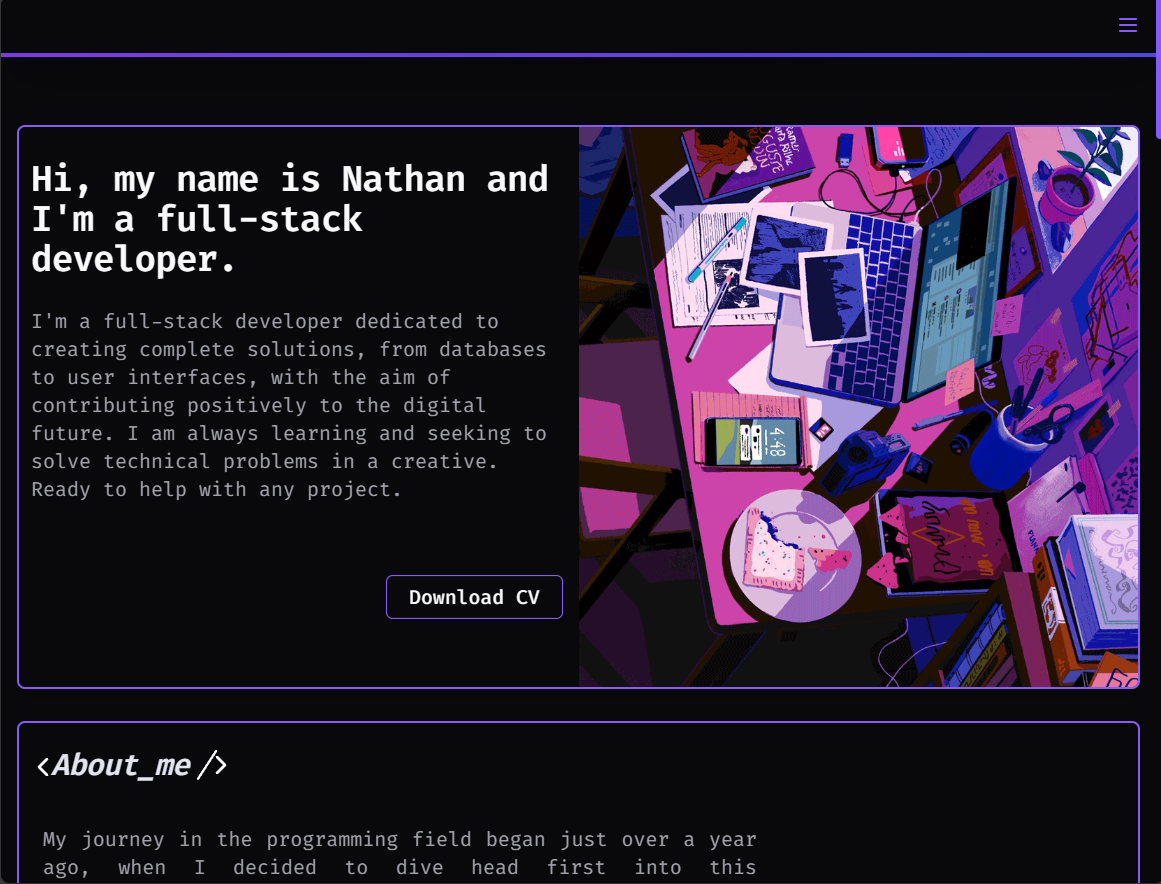 Hi, my name is Nathan and
I'm a full-stack
developer.
I'm a full-stack developer dedicated to
creating complete solutions, from databases
to user interfaces, with the aim of
contributing positively to the digital
future. I am always learning and seeking to
solve technical problems in a creative.
Ready to help with any project.
Download CV
4:48
<About_me />
My journey in the programming field began just over a year
ago, when I decided to dive head first into this